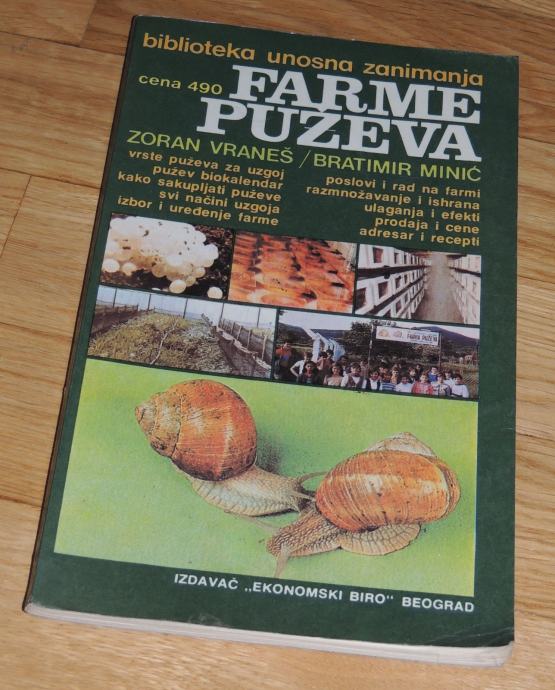 biblioteka unosna zanimanja
cena 490
FARME
PUŽEVA
ZORAN VRANEŠ / BRATIMIR MINIĆ
vrste puževa za uzgoj
pužev biokalendar
kako sakupljati puževe
svi načini uzgoja
izbor i uređenje farme
poslovi i rad na farmi
razmnožavanje i ishrana
ulaganja i efekti
prodaja i cene
adresar i recepti
FARMA PUŽEVA
IZDAVAČ „EKONOMSKI BIRO" BEOGRAD